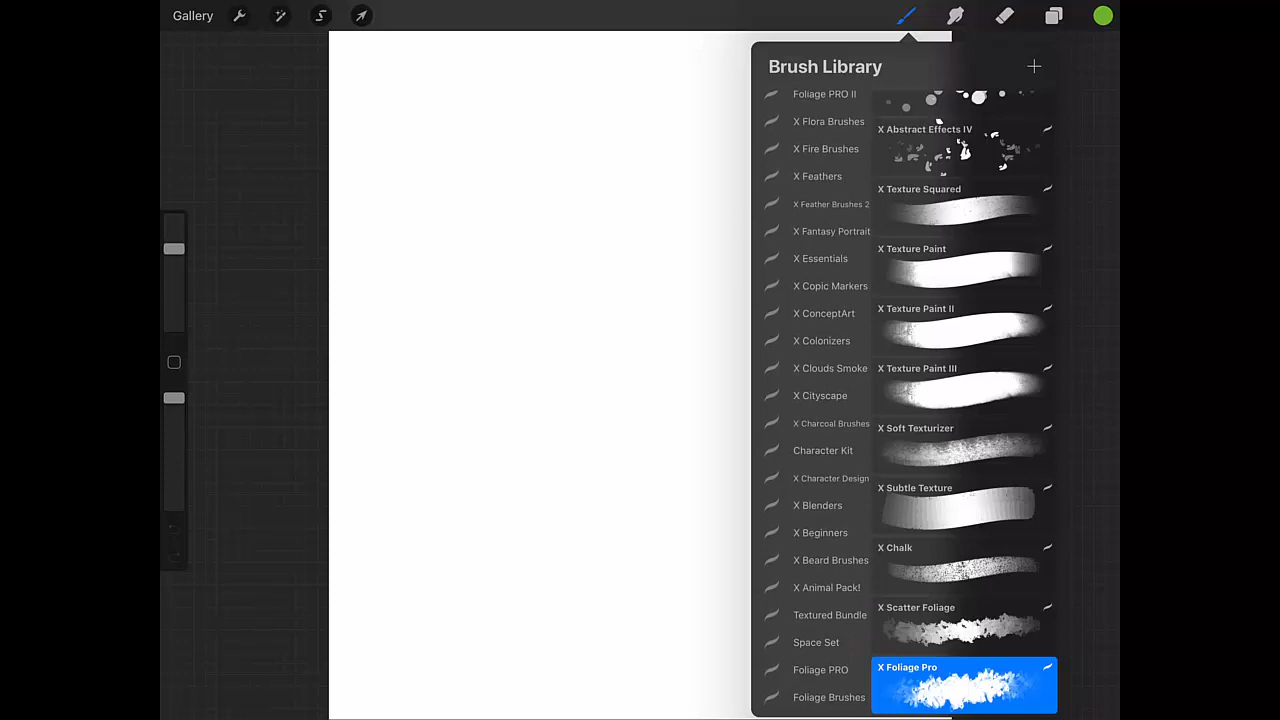 Gallery
Brush Library
Foliage PRO II
X Flora Brushes
X Fire Brushes
X Feathers
X Feather Brushes 2
X Fantasy Portrait
X Essentials
X Copic Markers
X ConceptArt
X Colonizers
X Clouds Smoke
X Cityscape
X Charcoal Brushes
Character Kit
X Character Design
X Blenders
X Beginners
X Beard Brushes
X Animal Pack!
Textured Bundle
Space Set
Foliage PRO
Foliage Brushes
X Abstract Effects IV
X Texture Squared
X Texture Paint
X Texture Paint II
X Texture Paint III
X Soft Texturizer
X Subtle Texture
X Chalk
X Scatter Foliage
X Foliage Pro